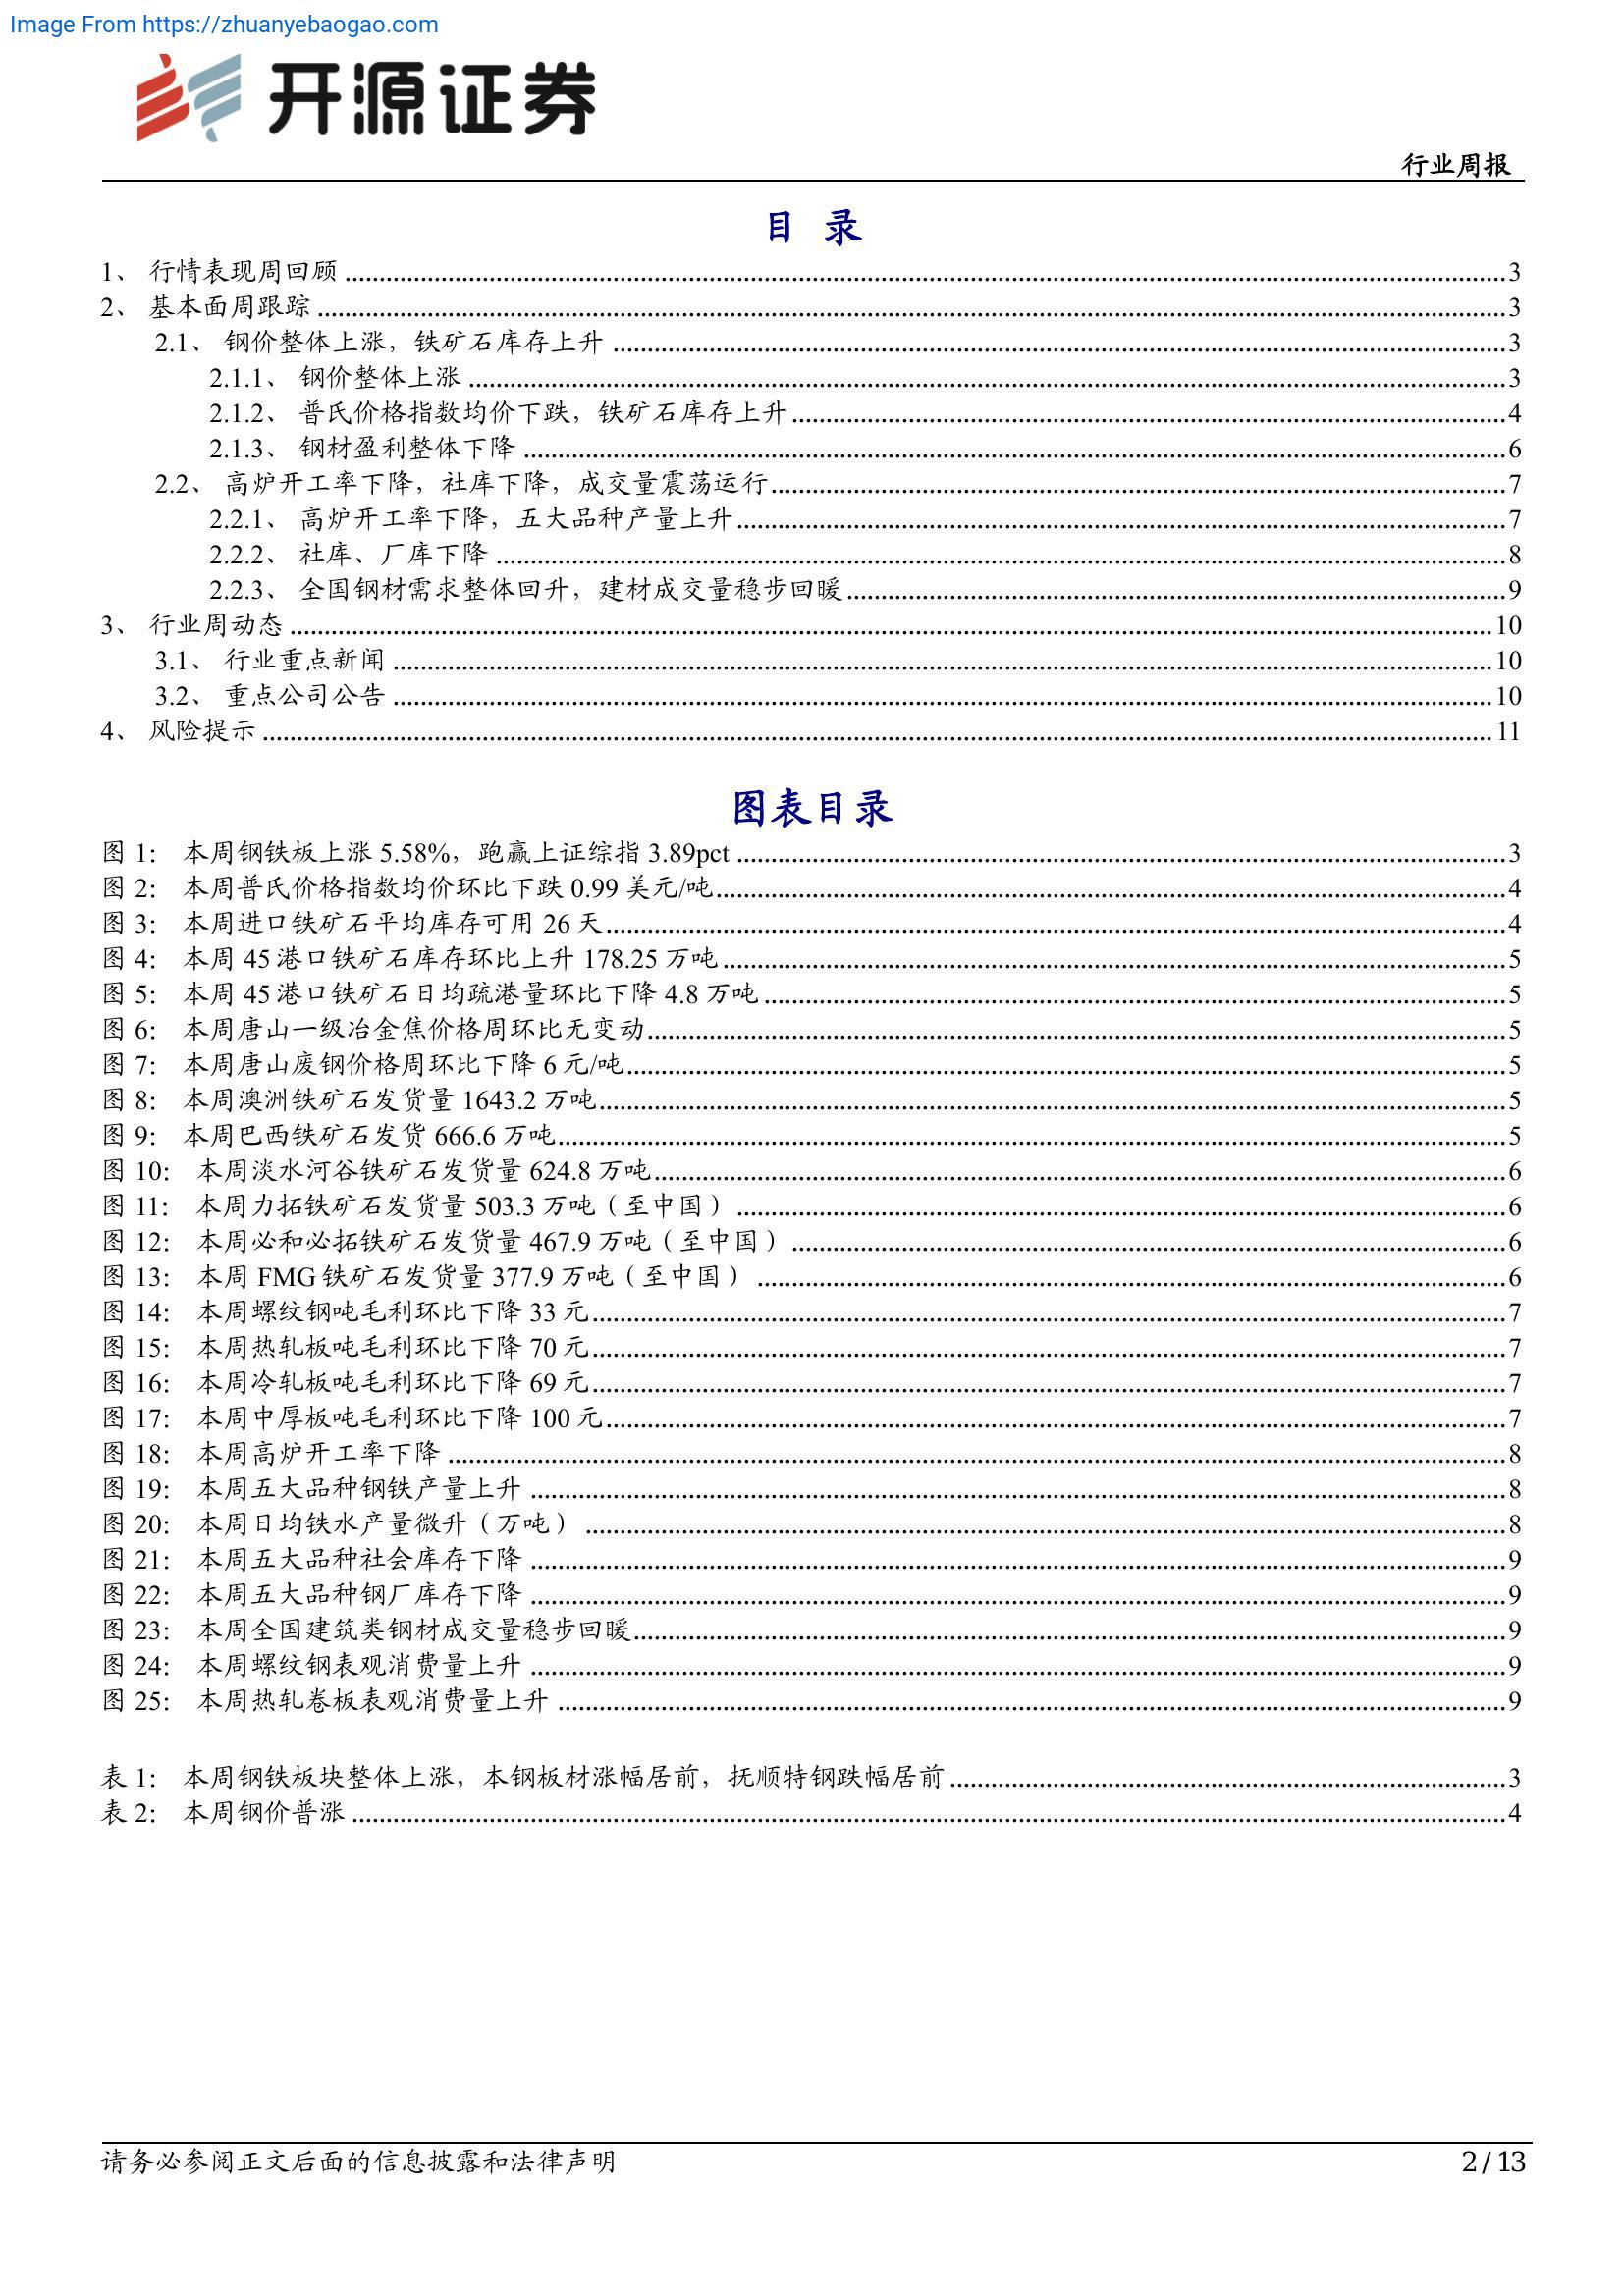 Image From https://zhuanyebaogao.com
开源证券
行业周报
目 录
1、 行情表现周回顾 3
2、 基本面周跟踪 3
2.1、 钢价整体上涨，铁矿石库存上升 3
2.1.1、 钢价整体上涨 3
2.1.2、 普氏价格指数均价下跌，铁矿石库存上升 4
2.1.3、 钢材盈利整体下降 6
2.2、 高炉开工率下降，社库下降，成交量震荡运行 7
2.2.1、 高炉开工率下降，五大品种产量上升 7
2.2.2、 社库、厂库下降 8
2.2.3、 全国钢材需求整体回升，建材成交量稳步回暖 9
3、 行业周动态 10
3.1、 行业重点新闻 10
3.2、 重点公司公告 10
4、 风险提示 11
图表目录
图 1： 本周钢铁板上涨 5.58%，跑赢上证综指 3.89pct 3
图 2： 本周普氏价格指数均价环比下跌 0.99 美元/吨 4
图 3： 本周进口铁矿石平均库存可用 26 天 4
图 4： 本周 45 港口铁矿石库存环比上升 178.25 万吨 5
图 5： 本周 45 港口铁矿石日均疏港量环比下降 4.8 万吨 5
图 6： 本周唐山一级冶金焦价格周环比无变动 5
图 7： 本周唐山废钢价格周环比下降 6 元/吨 5
图 8： 本周澳洲铁矿石发货量 1643.2 万吨 5
图 9： 本周巴西铁矿石发货 666.6 万吨 5
图 10： 本周淡水河谷铁矿石发货量 624.8 万吨 6
图 11： 本周力拓铁矿石发货量 503.3 万吨（至中国） 6
图 12： 本周必和必拓铁矿石发货量 467.9 万吨（至中国） 6
图 13： 本周 FMG 铁矿石发货量 377.9 万吨（至中国） 6
图 14： 本周螺纹钢吨毛利环比下降 33 元 7
图 15： 本周热轧板吨毛利环比下降 70 元 7
图 16： 本周冷轧板吨毛利环比下降 69 元 7
图 17： 本周中厚板吨毛利环比下降 100 元 7
图 18： 本周高炉开工率下降 8
图 19： 本周五大品种钢铁产量上升 8
图 20： 本周日均铁水产量微升（万吨） 8
图 21： 本周五大品种社会库存下降 9
图 22： 本周五大品种钢厂库存下降 9
图 23： 本周全国建筑类钢材成交量稳步回暖 9
图 24： 本周螺纹钢表观消费量上升 9
图 25： 本周热轧卷板表观消费量上升 9
表 1： 本周钢铁板块整体上涨，本钢板材涨幅居前，抚顺特钢跌幅居前 3
表 2： 本周钢价普涨 4
请务必参阅正文后面的信息披露和法律声明 2 / 13